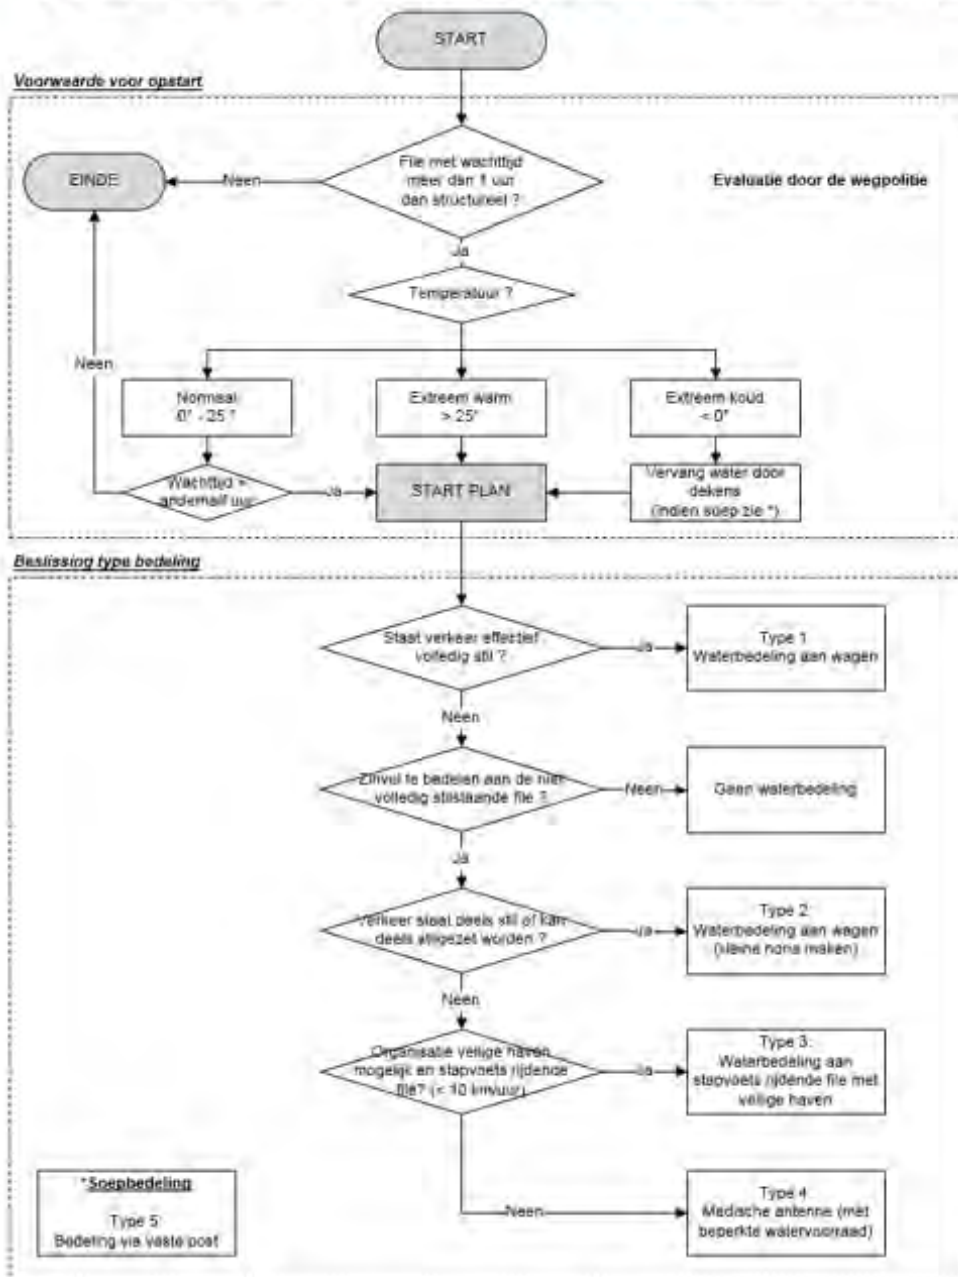 START
Voorwaarde voor opstart
File met wachttijd
meer dan 1 uur
dan structureel ?
EINDE
Neen
Evaluatie door de wegpolitie
Ja
Temperatuur ?
Neen
Normaal
0° - 25 °
Extreem warm
> 25°
Extreem koud
< 0°
Wachttijd >
anderhalf uur
Ja
START PLAN
Vervang water door
dekens
(indien soep zie *)
Beslissing type bedeling
Staat verkeer effectief
volledig stil ?
Ja
Type 1
Waterbedeling aan wagen
Neen
Zinvol te bedelen aan de niet
volledig stilstaande file ?
Neen
Geen waterbedeling
Ja
Verkeer staat deels stil of kan
deels stilgezet worden ?
Ja
Type 2:
Waterbedeling aan wagen
(kleine maken)
Neen
Organisatie veilige haven
mogelijk en stapvoets rijdende
file? (< 10 km/uur)
Ja
Type 3:
Waterbedeling aan
stapvoets rijdende file met
veilige haven
*Soepbedeling
Type 5:
Bedeling via vaste post
Neen
Type 4:
Medische antenne (met
beperkte watervoorraad)